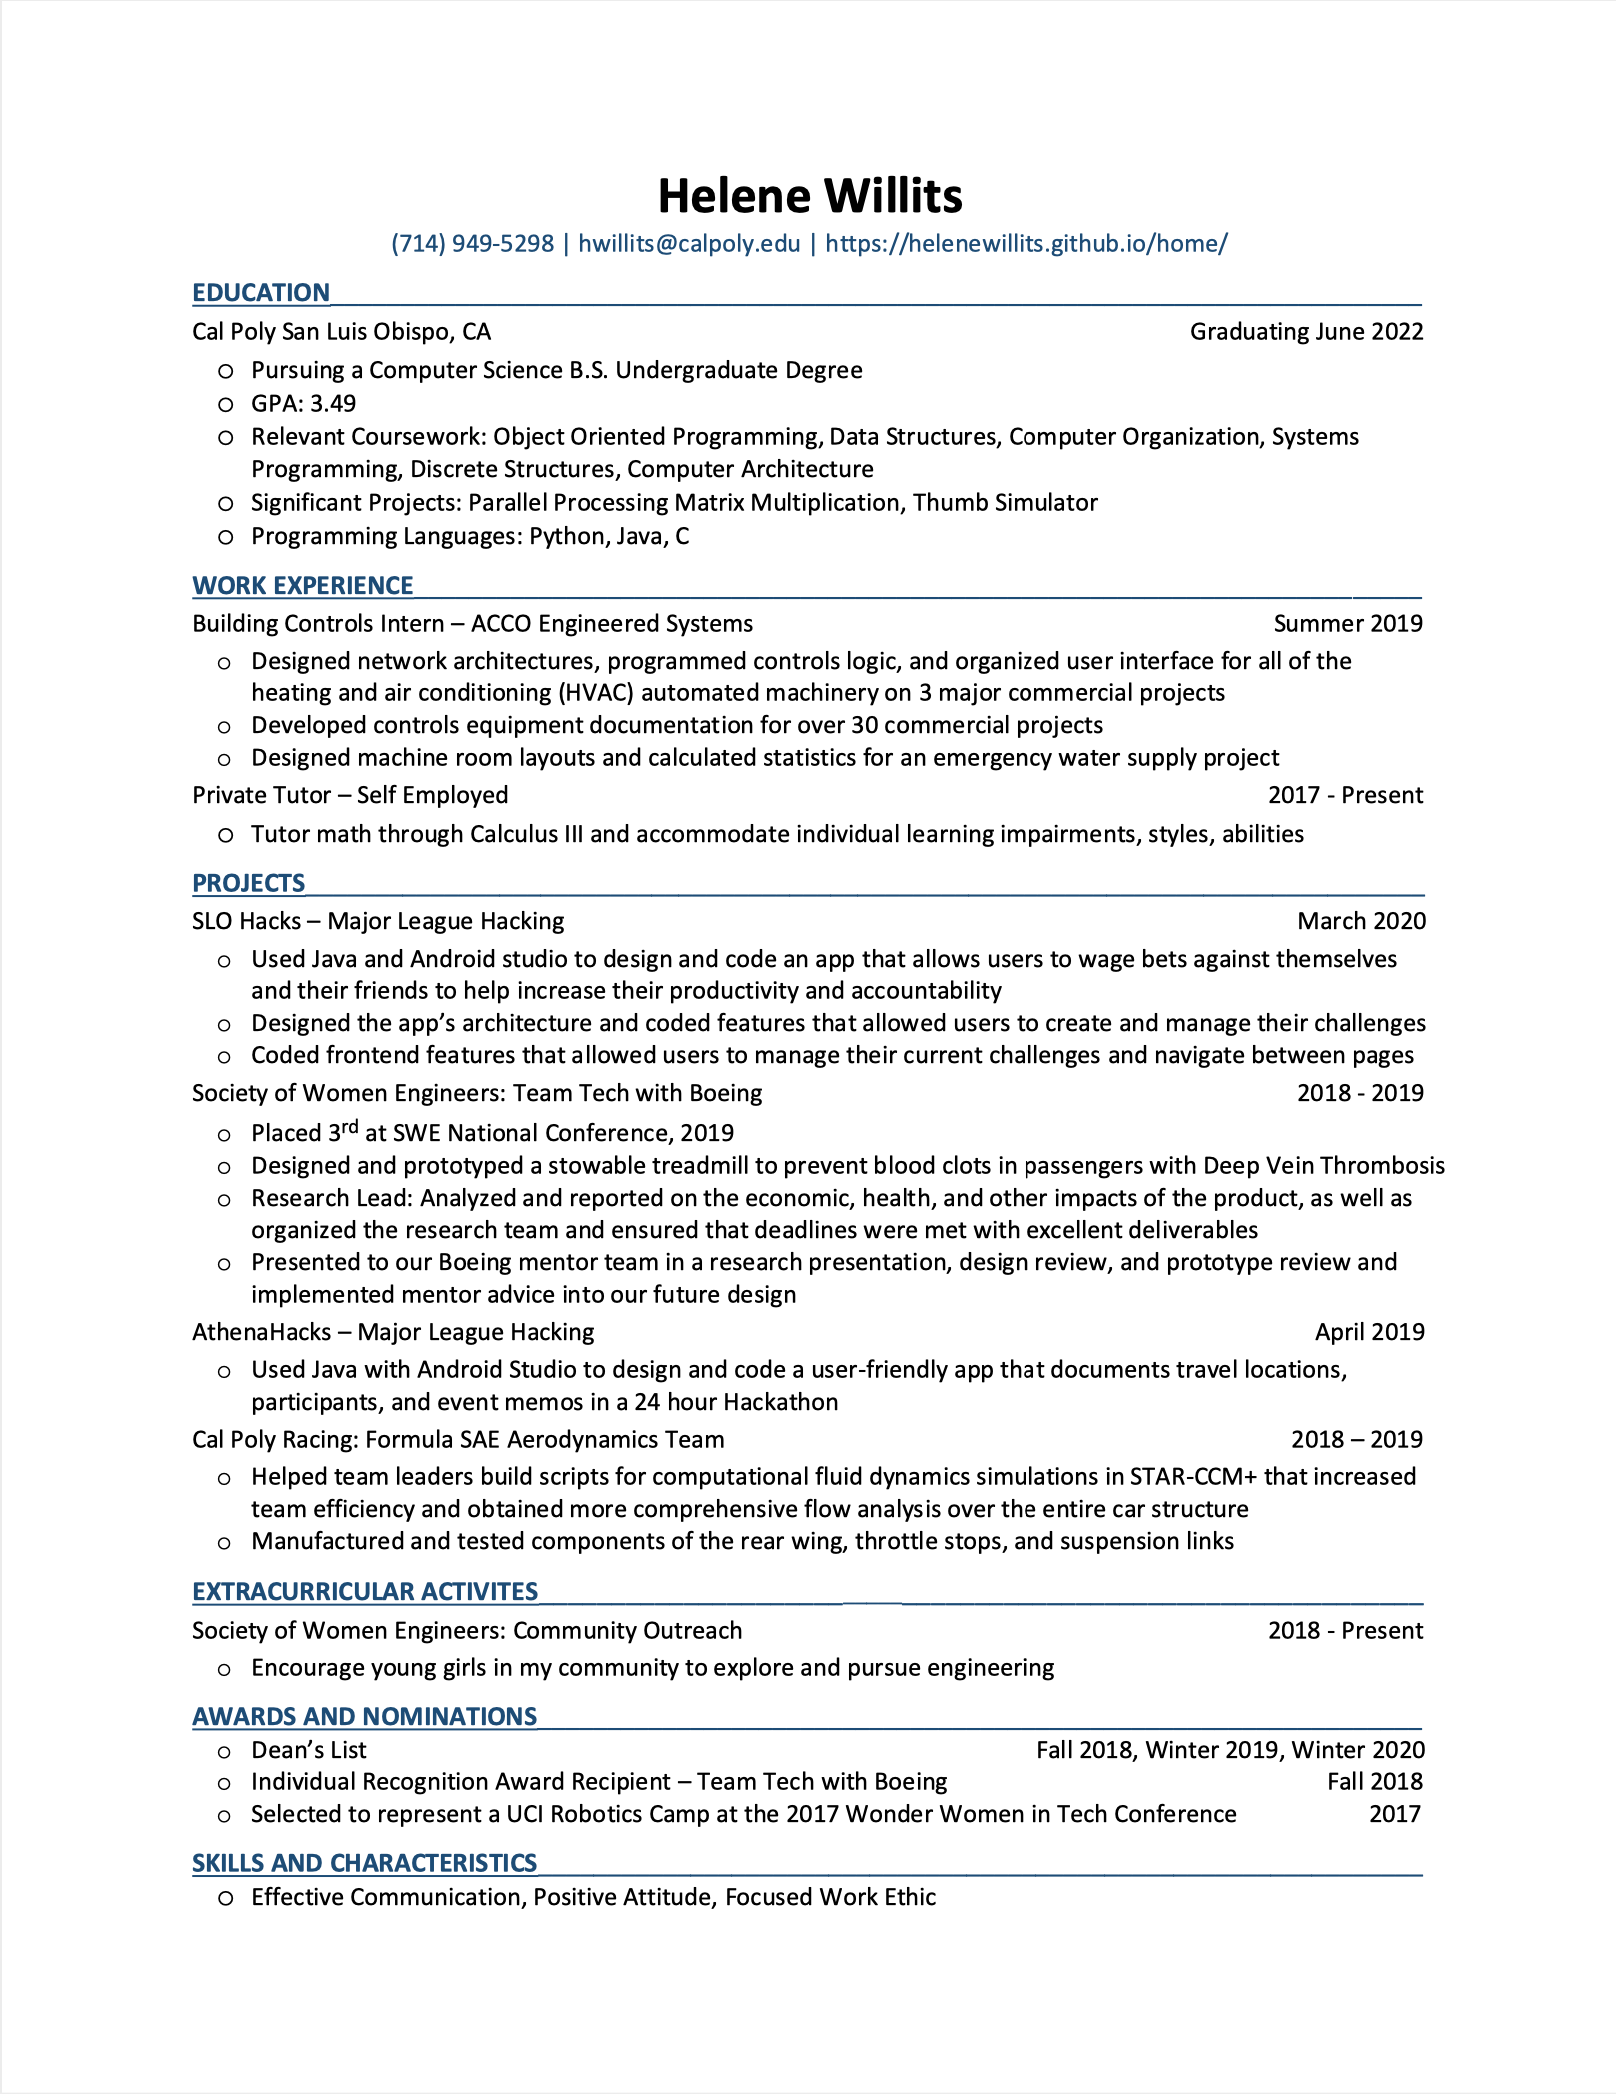 Helene Willits
(714) 949-5298 | hwillits@calpoly.edu | https://helenewillits.github.io/home/
EDUCATION
Cal Poly San Luis Obispo, CA Graduating June 2022
o Pursuing a Computer Science B.S. Undergraduate Degree
o GPA: 3.49
o Relevant Coursework: Object Oriented Programming, Data Structures, Computer Organization, Systems
Programming, Discrete Structures, Computer Architecture
o Significant Projects: Parallel Processing Matrix Multiplication, Thumb Simulator
o Programming Languages: Python, Java, C
WORK EXPERIENCE
Building Controls Intern – ACCO Engineered Systems Summer 2019
o Designed network architectures, programmed controls logic, and organized user interface for all of the
heating and air conditioning (HVAC) automated machinery on 3 major commercial projects
o Developed controls equipment documentation for over 30 commercial projects
o Designed machine room layouts and calculated statistics for an emergency water supply project
Private Tutor – Self Employed 2017 - Present
o Tutor math through Calculus III and accommodate individual learning impairments, styles, abilities
PROJECTS
SLO Hacks – Major League Hacking March 2020
o Used Java and Android studio to design and code an app that allows users to wage bets against themselves
and their friends to help increase their productivity and accountability
o Designed the app’s architecture and coded features that allowed users to create and manage their challenges
o Coded frontend features that allowed users to manage their current challenges and navigate between pages
Society of Women Engineers: Team Tech with Boeing 2018 - 2019
o Placed 3rd at SWE National Conference, 2019
o Designed and prototyped a stowable treadmill to prevent blood clots in passengers with Deep Vein Thrombosis
o Research Lead: Analyzed and reported on the economic, health, and other impacts of the product, as well as
organized the research team and ensured that deadlines were met with excellent deliverables
o Presented to our Boeing mentor team in a research presentation, design review, and prototype review and
implemented mentor advice into our future design
AthenaHacks – Major League Hacking April 2019
o Used Java with Android Studio to design and code a user-friendly app that documents travel locations,
participants, and event memos in a 24 hour Hackathon
Cal Poly Racing: Formula SAE Aerodynamics Team 2018 – 2019
o Helped team leaders build scripts for computational fluid dynamics simulations in STAR-CCM+ that increased
team efficiency and obtained more comprehensive flow analysis over the entire car structure
o Manufactured and tested components of the rear wing, throttle stops, and suspension links
EXTRACURRICULAR ACTIVITES
Society of Women Engineers: Community Outreach 2018 - Present
o Encourage young girls in my community to explore and pursue engineering
AWARDS AND NOMINATIONS
o Dean’s List Fall 2018, Winter 2019, Winter 2020
o Individual Recognition Award Recipient – Team Tech with Boeing Fall 2018
o Selected to represent a UCI Robotics Camp at the 2017 Wonder Women in Tech Conference 2017
SKILLS AND CHARACTERISTICS
o Effective Communication, Positive Attitude, Focused Work Ethic